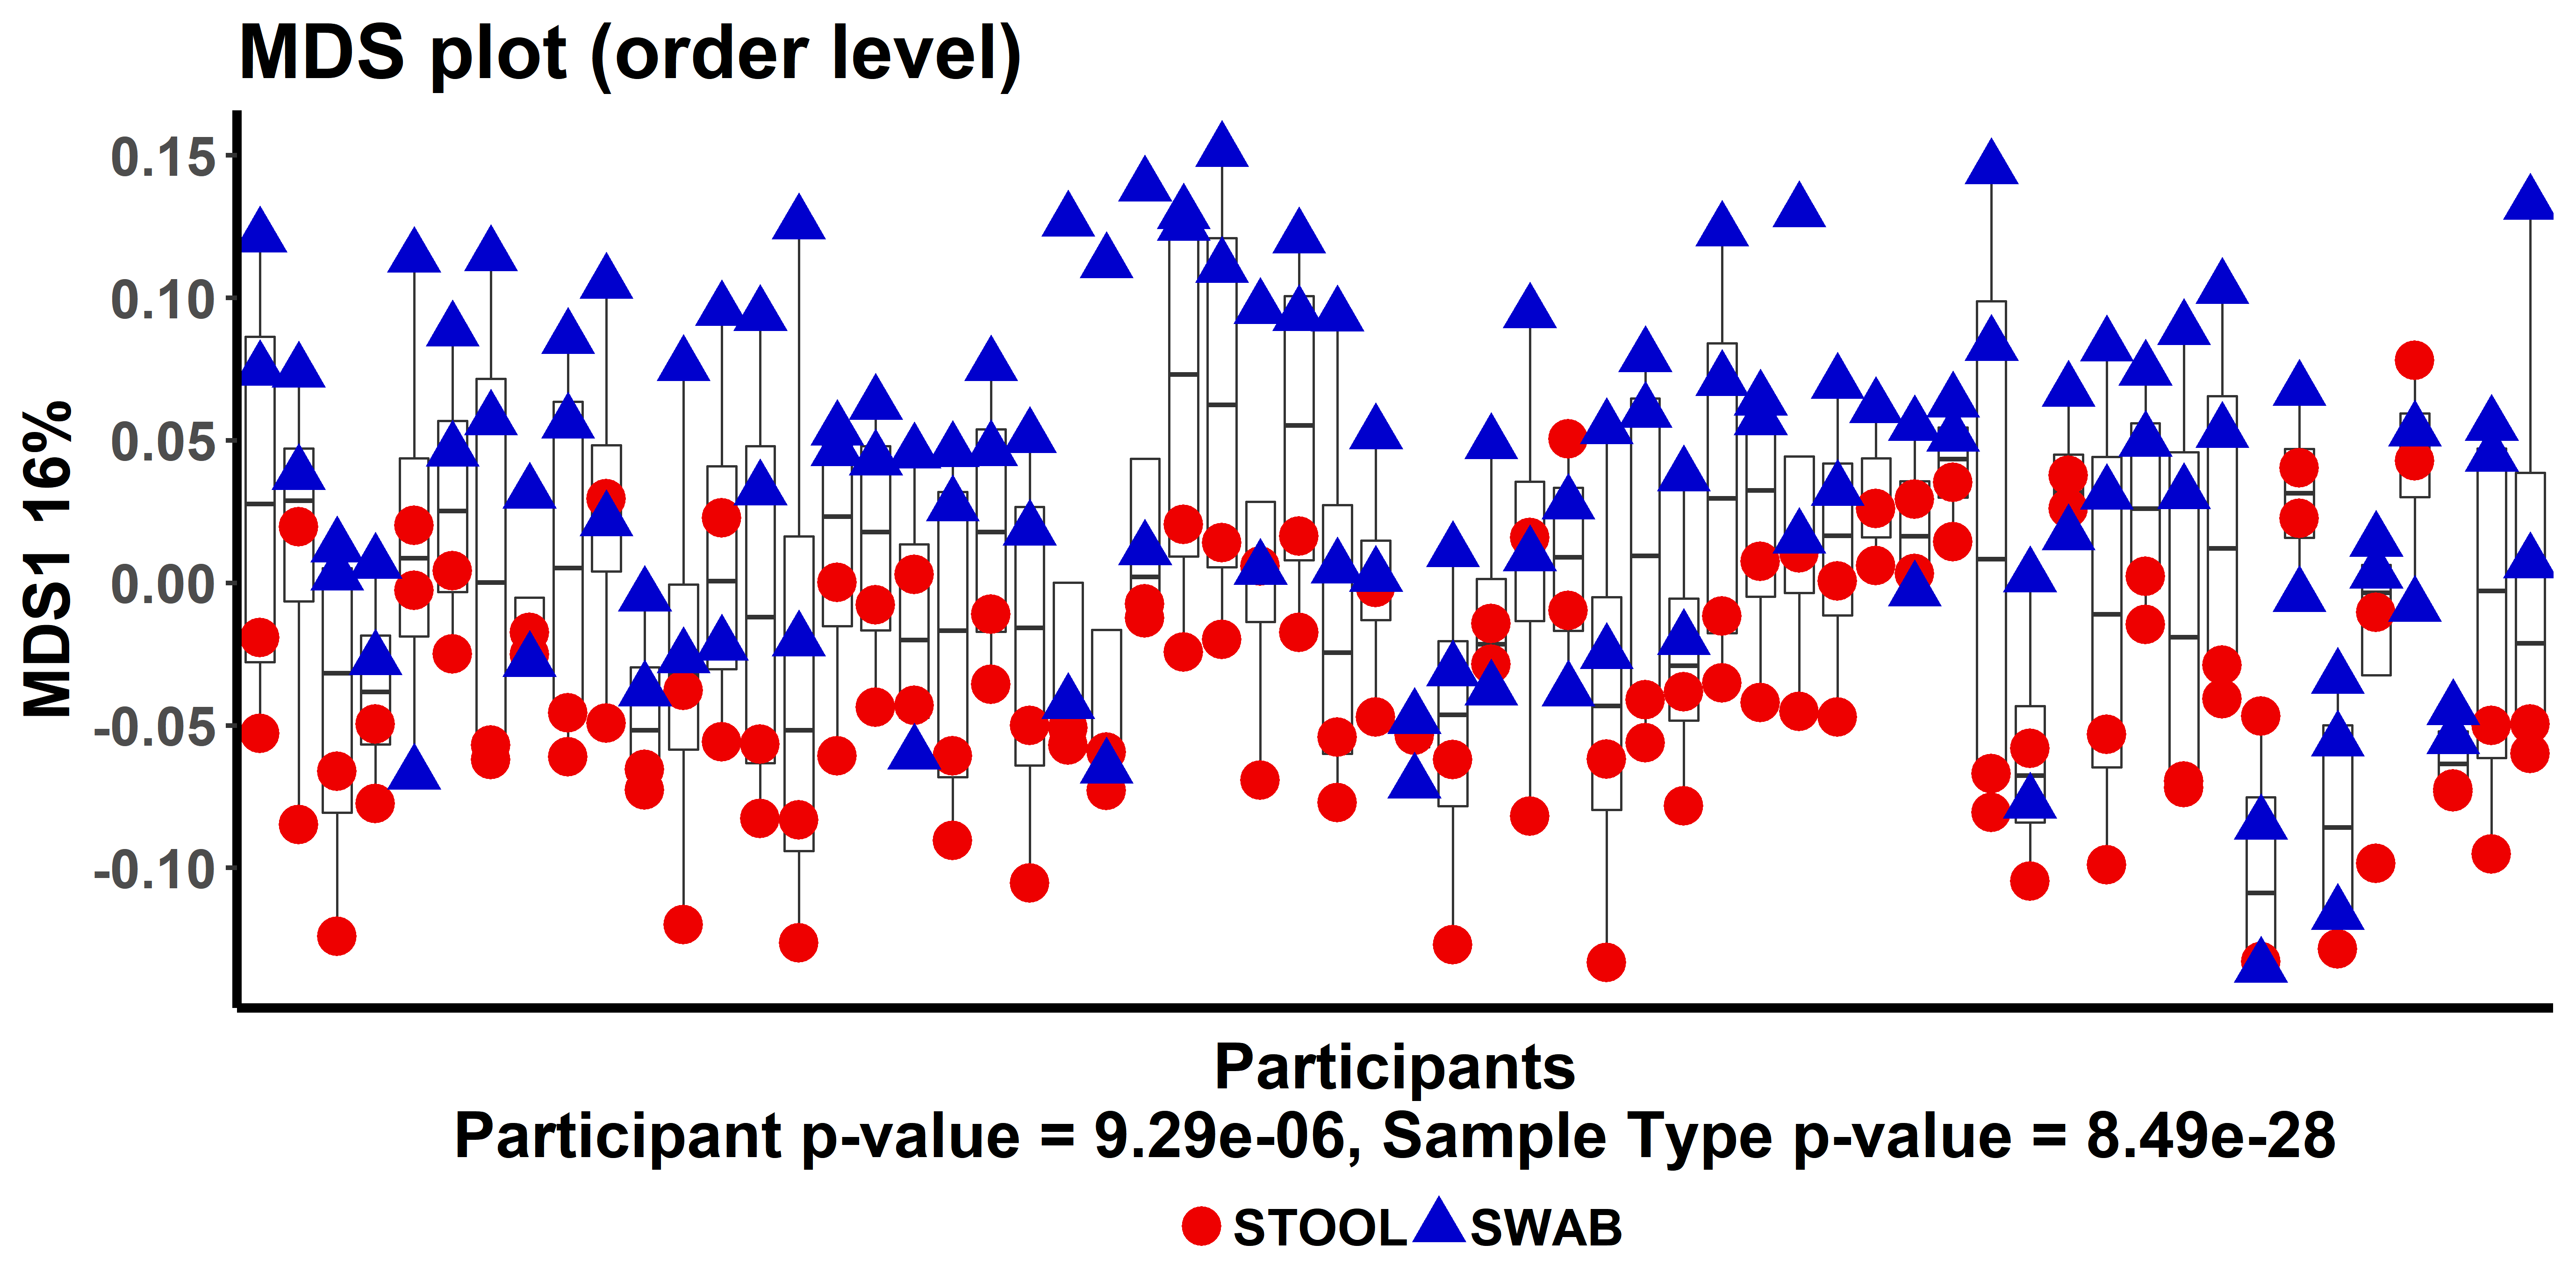 MDS plot (order level)
0.15
0.10
0.05
0.00
-0.05
-0.10
MDS1 16%
Participants
Participant p-value = 9.29e-06, Sample Type p-value = 8.49e-28
STOOL SWAB